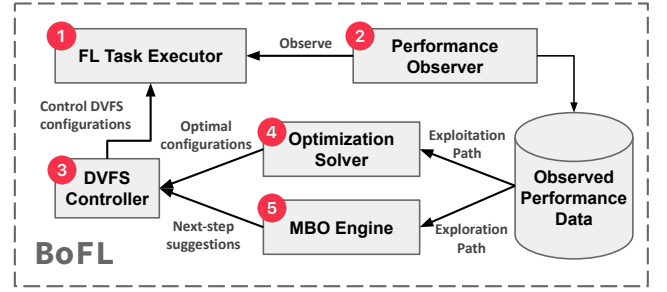 1
FL Task Executor
Observe
2
Performance
Observer
Control DVFS
configurations
Optimal
configurations
4
Optimization
Solver
Exploitation
Path
3
DVFS
Controller
Observed
Performance
Data
5
MBO Engine
Next-step
suggestions
Exploration
Path
BoFL